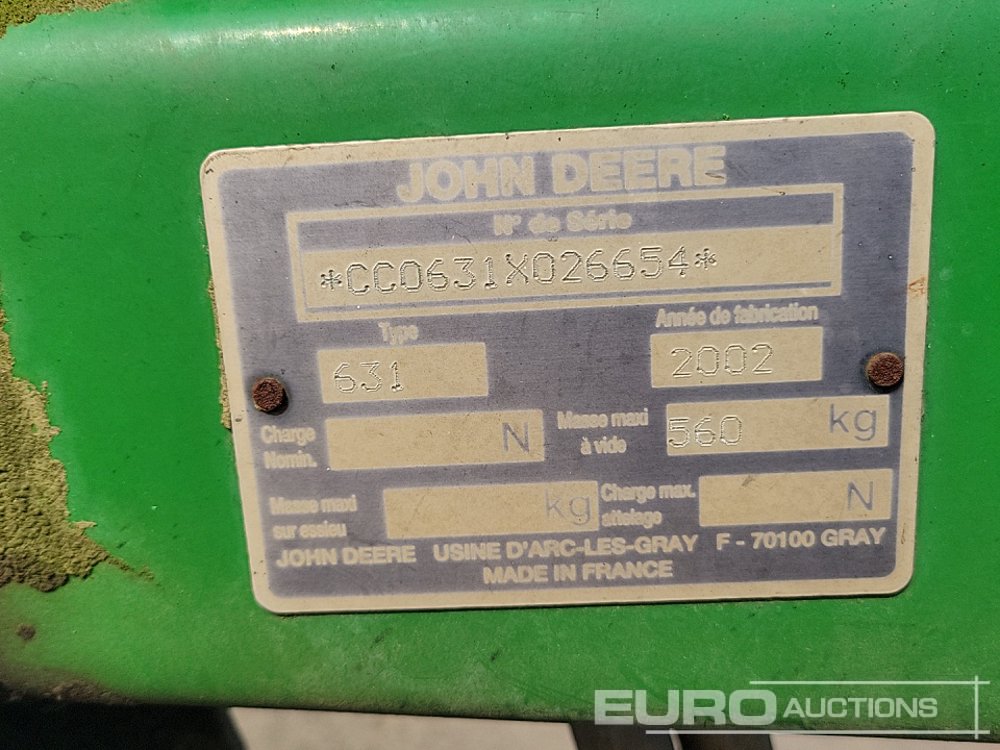 JOHN DEERE
N° de Série
*CC0631X026654*
Type
Année de fabrication
631
2002
Charge Nomin.
N
Masse maxi à vide
560 kg
Masse maxi sur essieu
kg
Charge max. attelage
N
JOHN DEERE USINE D'ARC-LES-GRAY F - 70100 GRAY
MADE IN FRANCE
EURO AUCTIONS